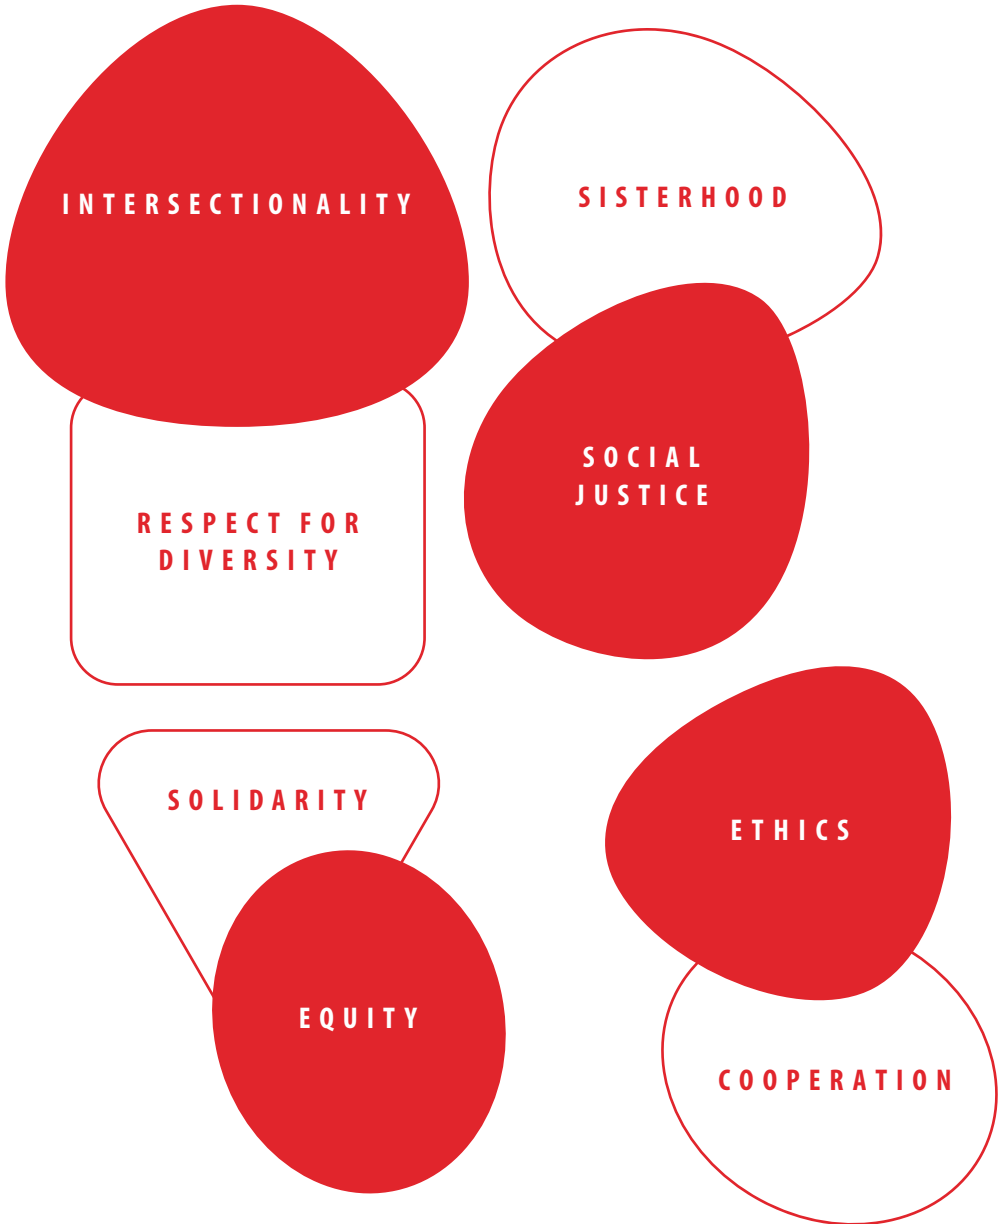 INTERSECTIONALITY
SISTERHOOD
SOCIAL
JUSTICE
RESPECT FOR
DIVERSITY
SOLIDARITY
ETHICS
EQUITY
COOPERATION